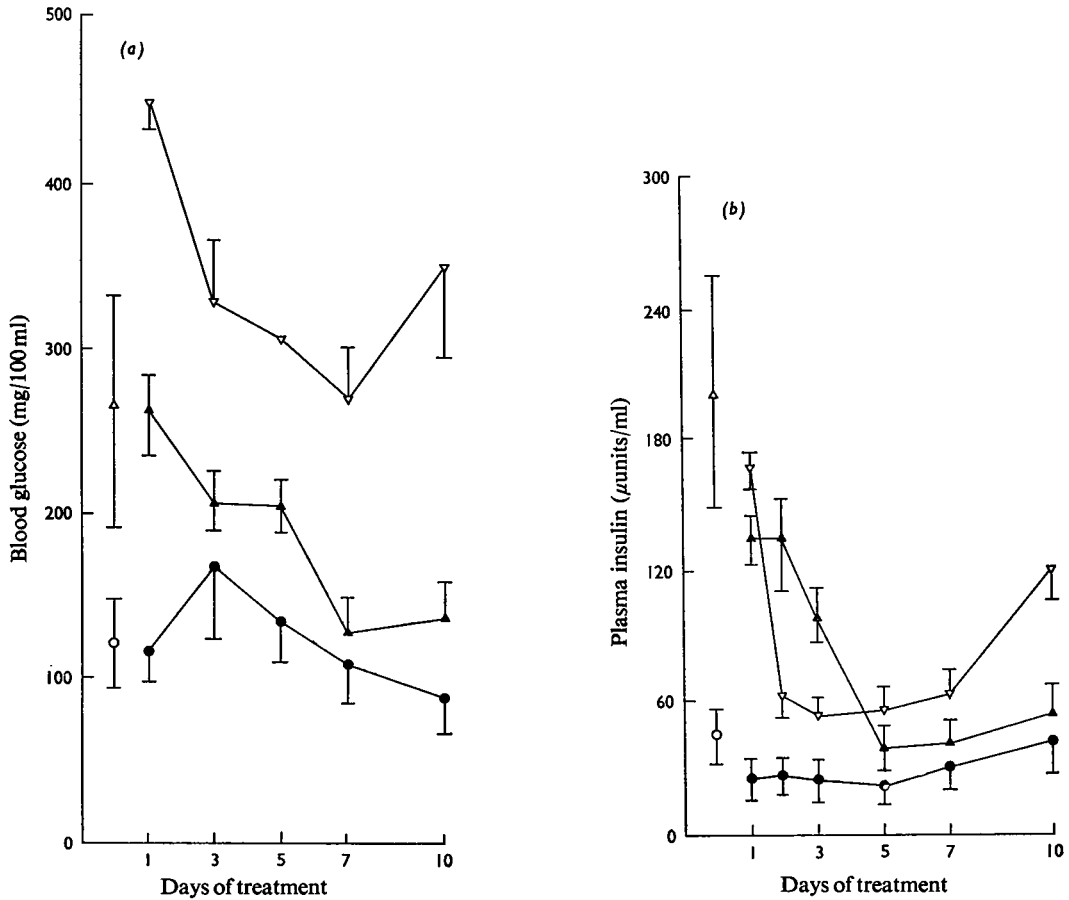 (a)
500
400
300
200
100
0
Blood glucose (mg/100 ml)
1 3 5 7 10
Days of treatment
(b)
300
240
180
120
60
0
Plasma insulin (μunits/ml)
1 3 5 7 10
Days of treatment